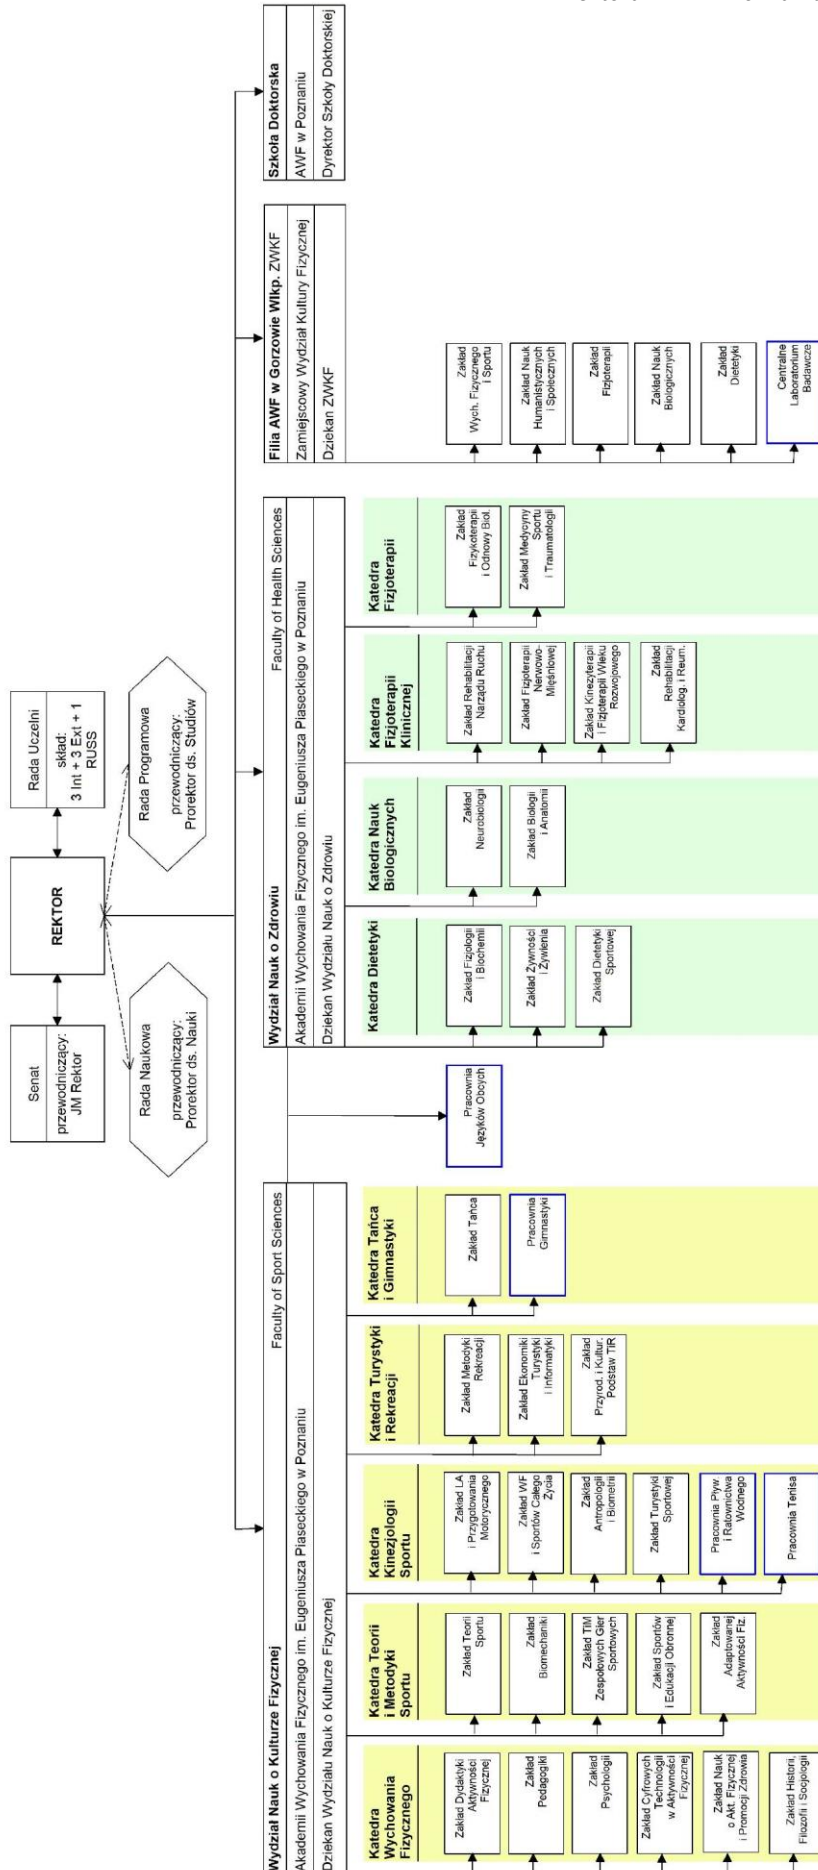 Senat
przewodniczący:
JM Rektor
REKTOR
Rada Uczelni
skład:
3 Int + 3 Ext + 1
RUSS
Rada Naukowa
przewodniczący:
Prorektor ds. Nauki
Rada Programowa
przewodniczący:
Prorektor ds. Studiów
Wydział Nauk o Kulturze Fizycznej
Faculty of Sport Sciences
Akademii Wychowania Fizycznego im. Eugeniusza Piaseckiego w Poznaniu
Dziekan Wydziału Nauk o Kulturze Fizycznej
Katedra
Wychowania
Fizycznego
Zakład Dydaktyki
Aktywności
Fizycznej
Zakład
Pedagogiki
Zakład
Psychologii
Zakład Cyfrowych
Technologii
w Aktywności
Fizycznej
Zakład Nauk
o Akt. Fizycznej
i Promocji Zdrowia
Zakład Historii,
Filozofii i Socjologii
Katedra Teorii
i Metodyki
Sportu
Zakład Teorii
Sportu
Zakład
Biomechaniki
Zakład TiM
Zespołowych Gier
Sportowych
Zakład Sportów
i Edukacji Obronnej
Zakład
Adaptowanej
Aktywności Fiz.
Katedra
Kinezjologii
Sportu
Zakład LA
i Przygotowania
Motorycznego
Zakład WF
i Sportów Całego
Życia
Zakład
Antropologii
i Biometrii
Zakład Turystyki
Sportowej
Pracownia Pływ.
i Ratownictwa
Wodnego
Pracownia Tenisa
Katedra Turystyki
i Rekreacji
Zakład Metodyki
Rekreacji
Zakład Ekonomiki
Turystyki
i Informatyki
Zakład
Przyrod. i Kultur.
Podstaw TiR
Katedra Tańca
i Gimnastyki
Zakład Tańca
Pracownia
Gimnastyki
Pracownia
Języków Obcych
Wydział Nauk o Zdrowiu
Faculty of Health Sciences
Akademii Wychowania Fizycznego im. Eugeniusza Piaseckiego w Poznaniu
Dziekan Wydziału Nauk o Zdrowiu
Katedra Dietetyki
Zakład Fizjologii
i Biochemii
Zakład Żywności
i Żywienia
Zakład Dietetyki
Sportowej
Katedra Nauk
Biologicznych
Zakład
Neurobiologii
Zakład Biologii
i Anatomii
Katedra
Fizjoterapii
Klinicznej
Zakład Rehabilitacji
Narządu Ruchu
Zakład Fizjoterapii
Nerwowo-
Mięśniowej
Zakład Kinezyterapii
i Fizjoterapii Wieku
Rozwojowego
Zakład
Rehabilitacji
Kardiolog. i Reum.
Katedra
Fizjoterapii
Zakład
Fizykoterapii
i Odnowy Biol.
Zakład Medycyny
Sportu
i Traumatologii
Filia AWF w Gorzowie Wlkp. ZWKF
Zamiejscowy Wydział Kultury Fizycznej
Dziekan ZWKF
Zakład
Wych. Fizycznego
i Sportu
Zakład Nauk
Humanistycznych
i Społecznych
Zakład
Fizjoterapii
Zakład Nauk
Biologicznych
Zakład
Dietetyki
Centralne
Laboratorium
Badawcze
Szkoła Doktorska
AWF w Poznaniu
Dyrektor Szkoły Doktorskiej